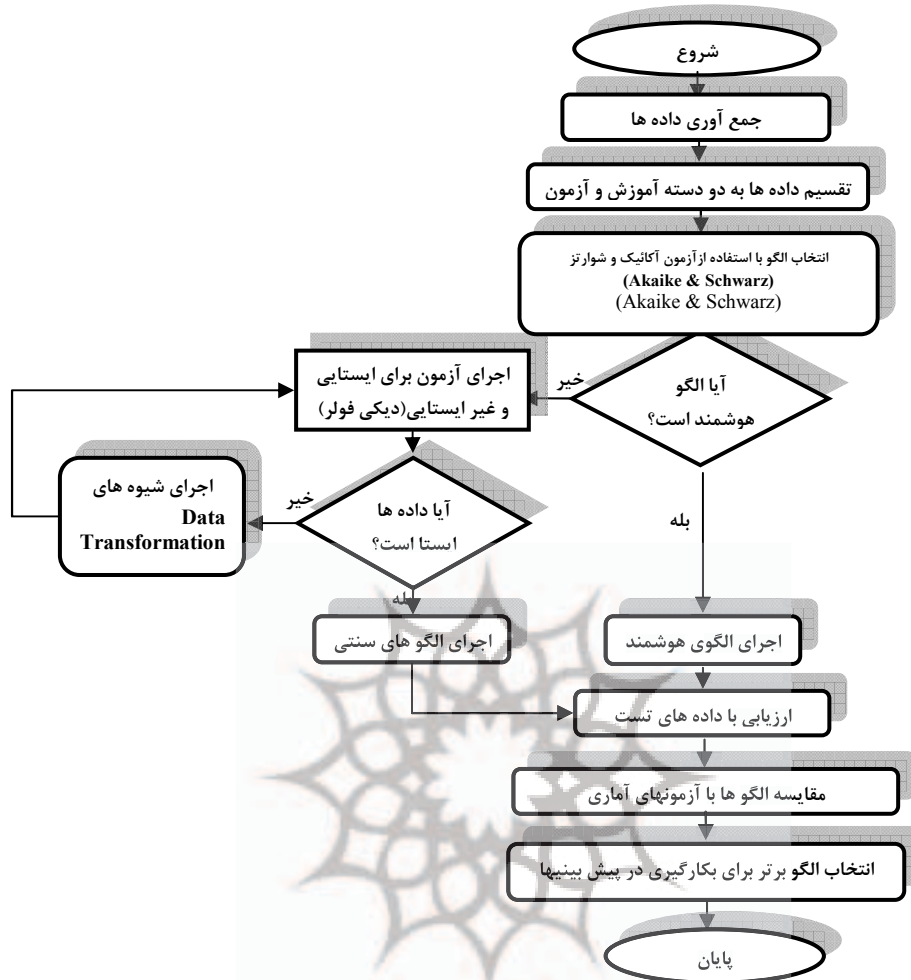 شروع
جمع آوری داده ها
تقسیم داده ها به دو دسته آموزش و آزمون
انتخاب الگو با استفاده ازآزمون آکائیک و شوارتز
(Akaike & Schwarz)
(Akaike & Schwarz)
آیا الگو
هوشمند است؟
خیر
اجرای آزمون برای ایستایی
و غیر ایستایی(دیکی فولر)
آیا داده ها
ایستا است؟
خیر
اجرای شیوه های
Data
Transformation
بله
بله
اجرای الگوی هوشمند
اجرای الگو های سنتی
ارزیابی با داده های تست
مقایسه الگو ها با آزمونهای آماری
انتخاب الگو برتر برای بکارگیری در پیش بینیها
پایان